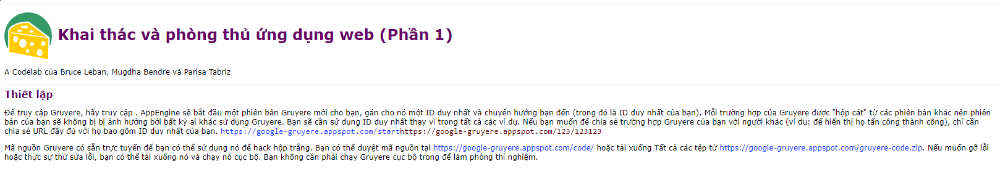 Khai thác và phòng thủ ứng dụng web (Phần 1)
A Codelab của Bruce Leban, Mugdha Bendre và Parisa Tabriz
Thiết lập
Để truy cập Gruyere, hãy truy cập . AppEngine sẽ bắt đầu một phiên bản Gruyere mới cho bạn, gán cho nó một ID duy nhất và chuyển hướng bạn đến (trong đó là ID duy nhất của bạn). Mỗi trường hợp của Gruyere được "hộp cát" từ các phiên bản khác nên phiên
bản của bạn sẽ không bị bị ảnh hưởng bởi bất kỳ ai khác sử dụng Gruyere. Bạn sẽ cần sử dụng ID duy nhất thay vì trong tất cả các ví dụ. Nếu bạn muốn để chia sẻ trường hợp Gruyere của bạn với người khác (ví dụ: để hiển thị họ tấn công thành công), chỉ cần
chia sẻ URL đầy đủ với họ bao gồm ID duy nhất của bạn. https://google-gruyere.appspot.com/starthttps://google-gruyere.appspot.com/123/123123
Mã nguồn Gruyere có sẵn trực tuyến để bạn có thể sử dụng nó để hack hộp trắng. Bạn có thể duyệt mã nguồn tại https://google-gruyere.appspot.com/code/ hoặc tải xuống Tất cả các tệp từ https://google-gruyere.appspot.com/gruyere-code.zip. Nếu muốn gỡ lỗi
hoặc thực sự thử sửa lỗi, bạn có thể tải xuống nó và chạy nó cục bộ. Bạn không cần phải chạy Gruyere cục bộ trong để làm phòng thí nghiệm.